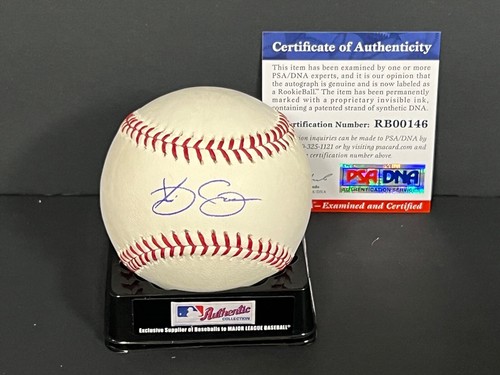 Certificate of Authenticity
This item has been examined by one or more
PSA/DNA experts, and it is our opinion that
the autograph is genuine and is now labeled as
a RookieBall.™ The item has been permanently
marked with a proprietary invisible ink,
containing a patented strand of synthetic DNA.
Certification Number: RB00146
inquiries can be made to PSA/DNA by
-325-1121 or by visiting psacard.com and
certification number above.
PSA DNA
AUTHENTICATION SERV
-Examined and Certified
Authentic
COLLECTION
Exclusive Supplier of Baseballs to MAJOR LEAGUE BASEBALL